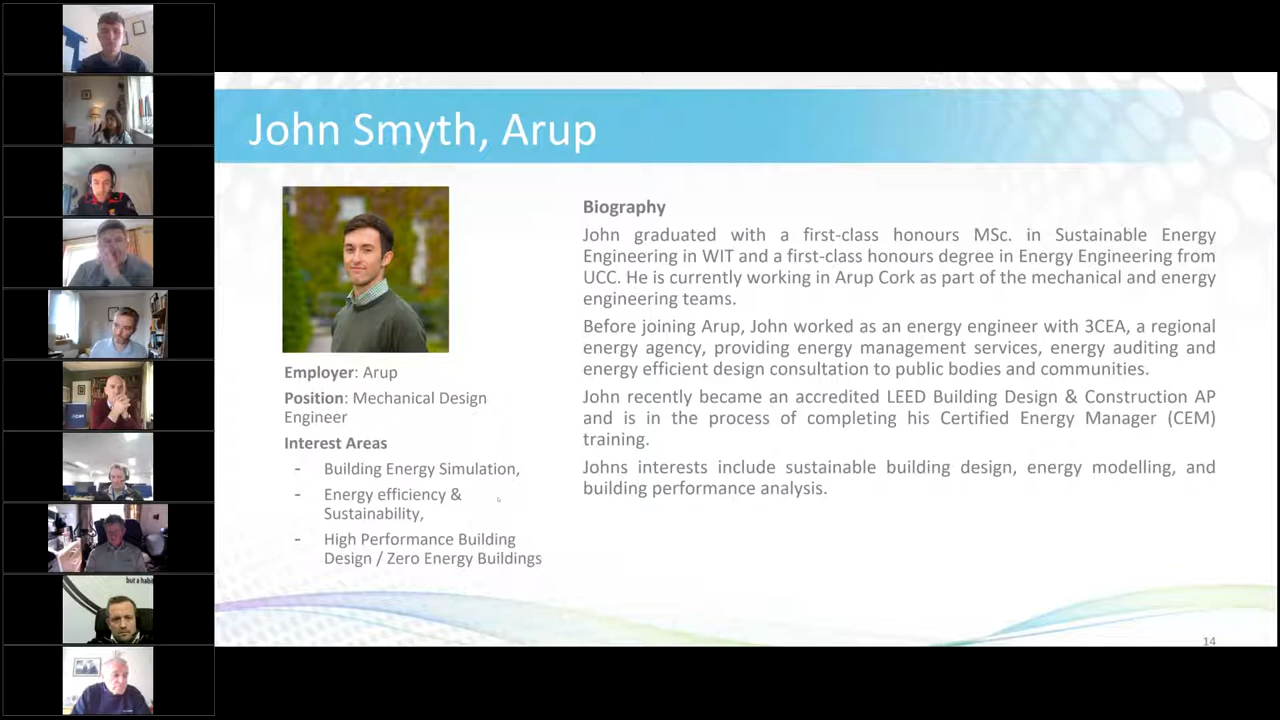 John Smyth, Arup
Employer: Arup
Position: Mechanical Design
Engineer
Interest Areas
- Building Energy Simulation,
- Energy efficiency &
Sustainability,
- High Performance Building
Design / Zero Energy Buildings
Biography
John graduated with a first-class honours MSc. in Sustainable Energy
Engineering in WIT and a first-class honours degree in Energy Engineering from
UCC. He is currently working in Arup Cork as part of the mechanical and energy
engineering teams.
Before joining Arup, John worked as an energy engineer with 3CEA, a regional
energy agency, providing energy management services, energy auditing and
energy efficient design consultation to public bodies and communities.
John recently became an accredited LEED Building Design & Construction AP
and is in the process of completing his Certified Energy Manager (CEM)
training.
Johns interests include sustainable building design, energy modelling, and
building performance analysis.
14
but a habi